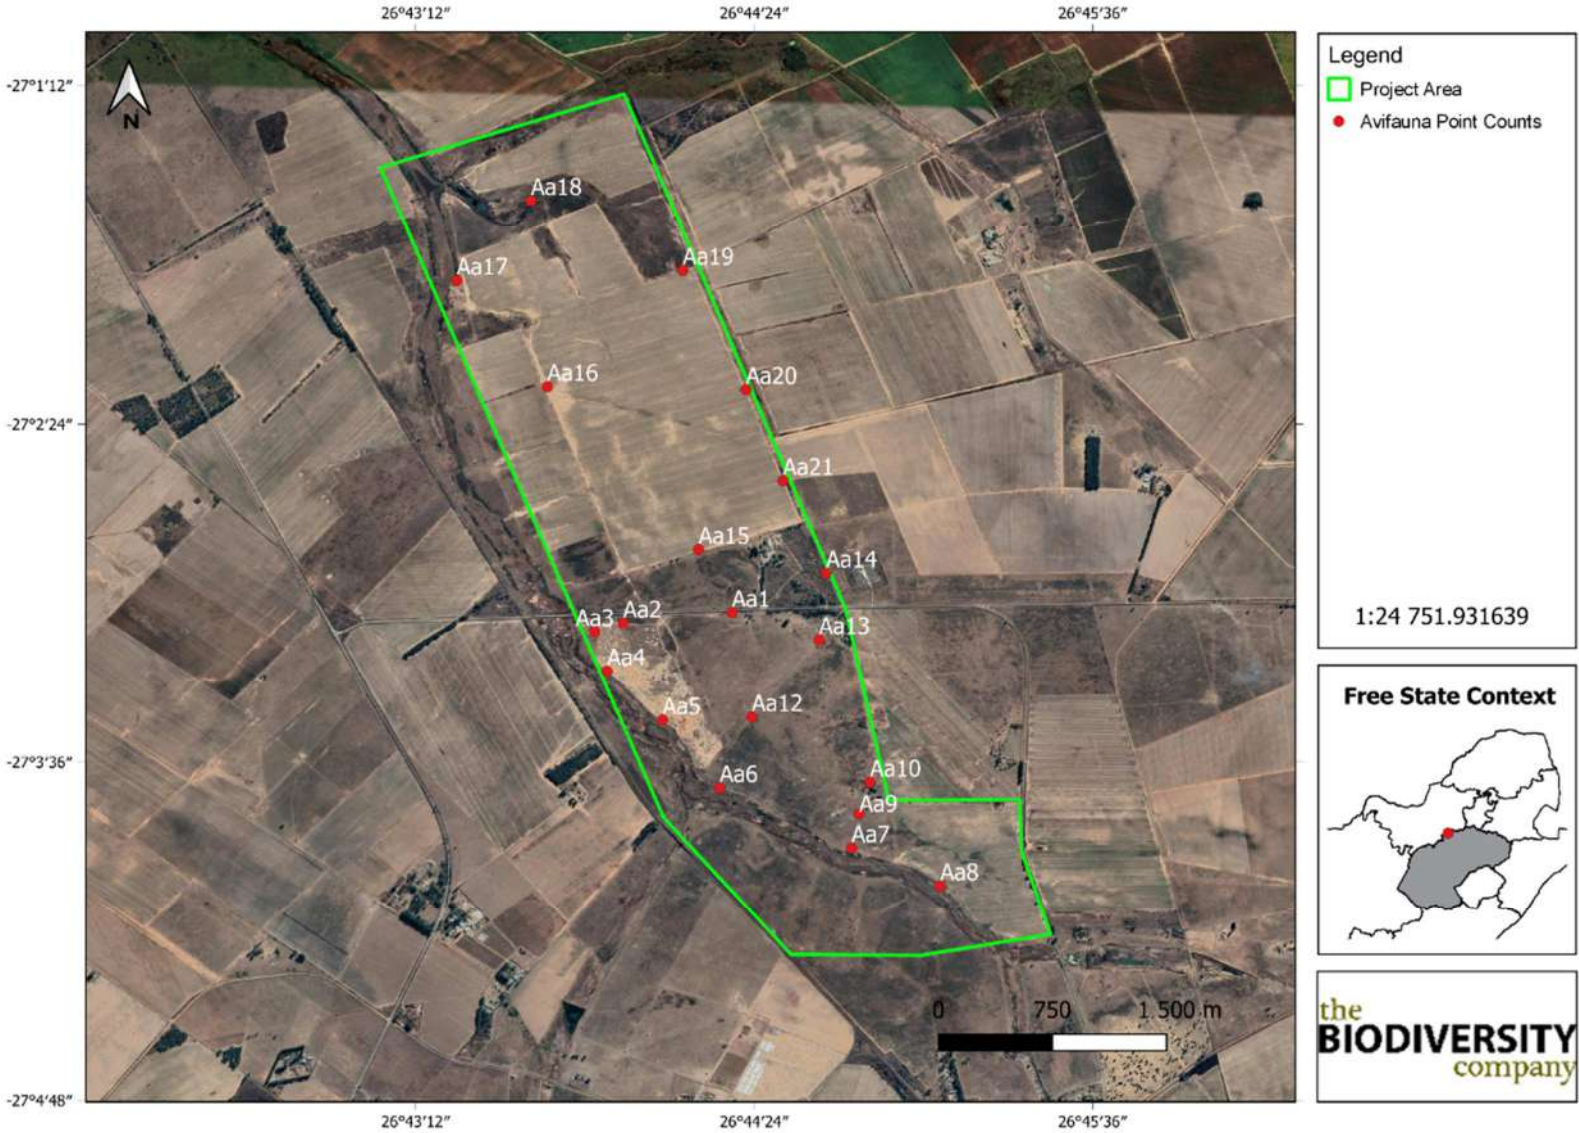 26°43'12"
26°44'24"
26°45'36"
-27°1'12"
N
Aa18
Aa17
Aa19
Aa16
Aa20
-27°2'24"
Aa21
Aa15
Aa14
Aa1
Aa2
Aa3
Aa13
Aa4
Aa5
Aa12
-27°3'36"
Aa6
Aa10
Aa9
Aa7
Aa8
0 750 1 500 m
-27°4'48"
26°43'12"
26°44'24"
26°45'36"
Legend
Project Area
Avifauna Point Counts
1:24 751.931639
Free State Context
the
BIODIVERSITY
company